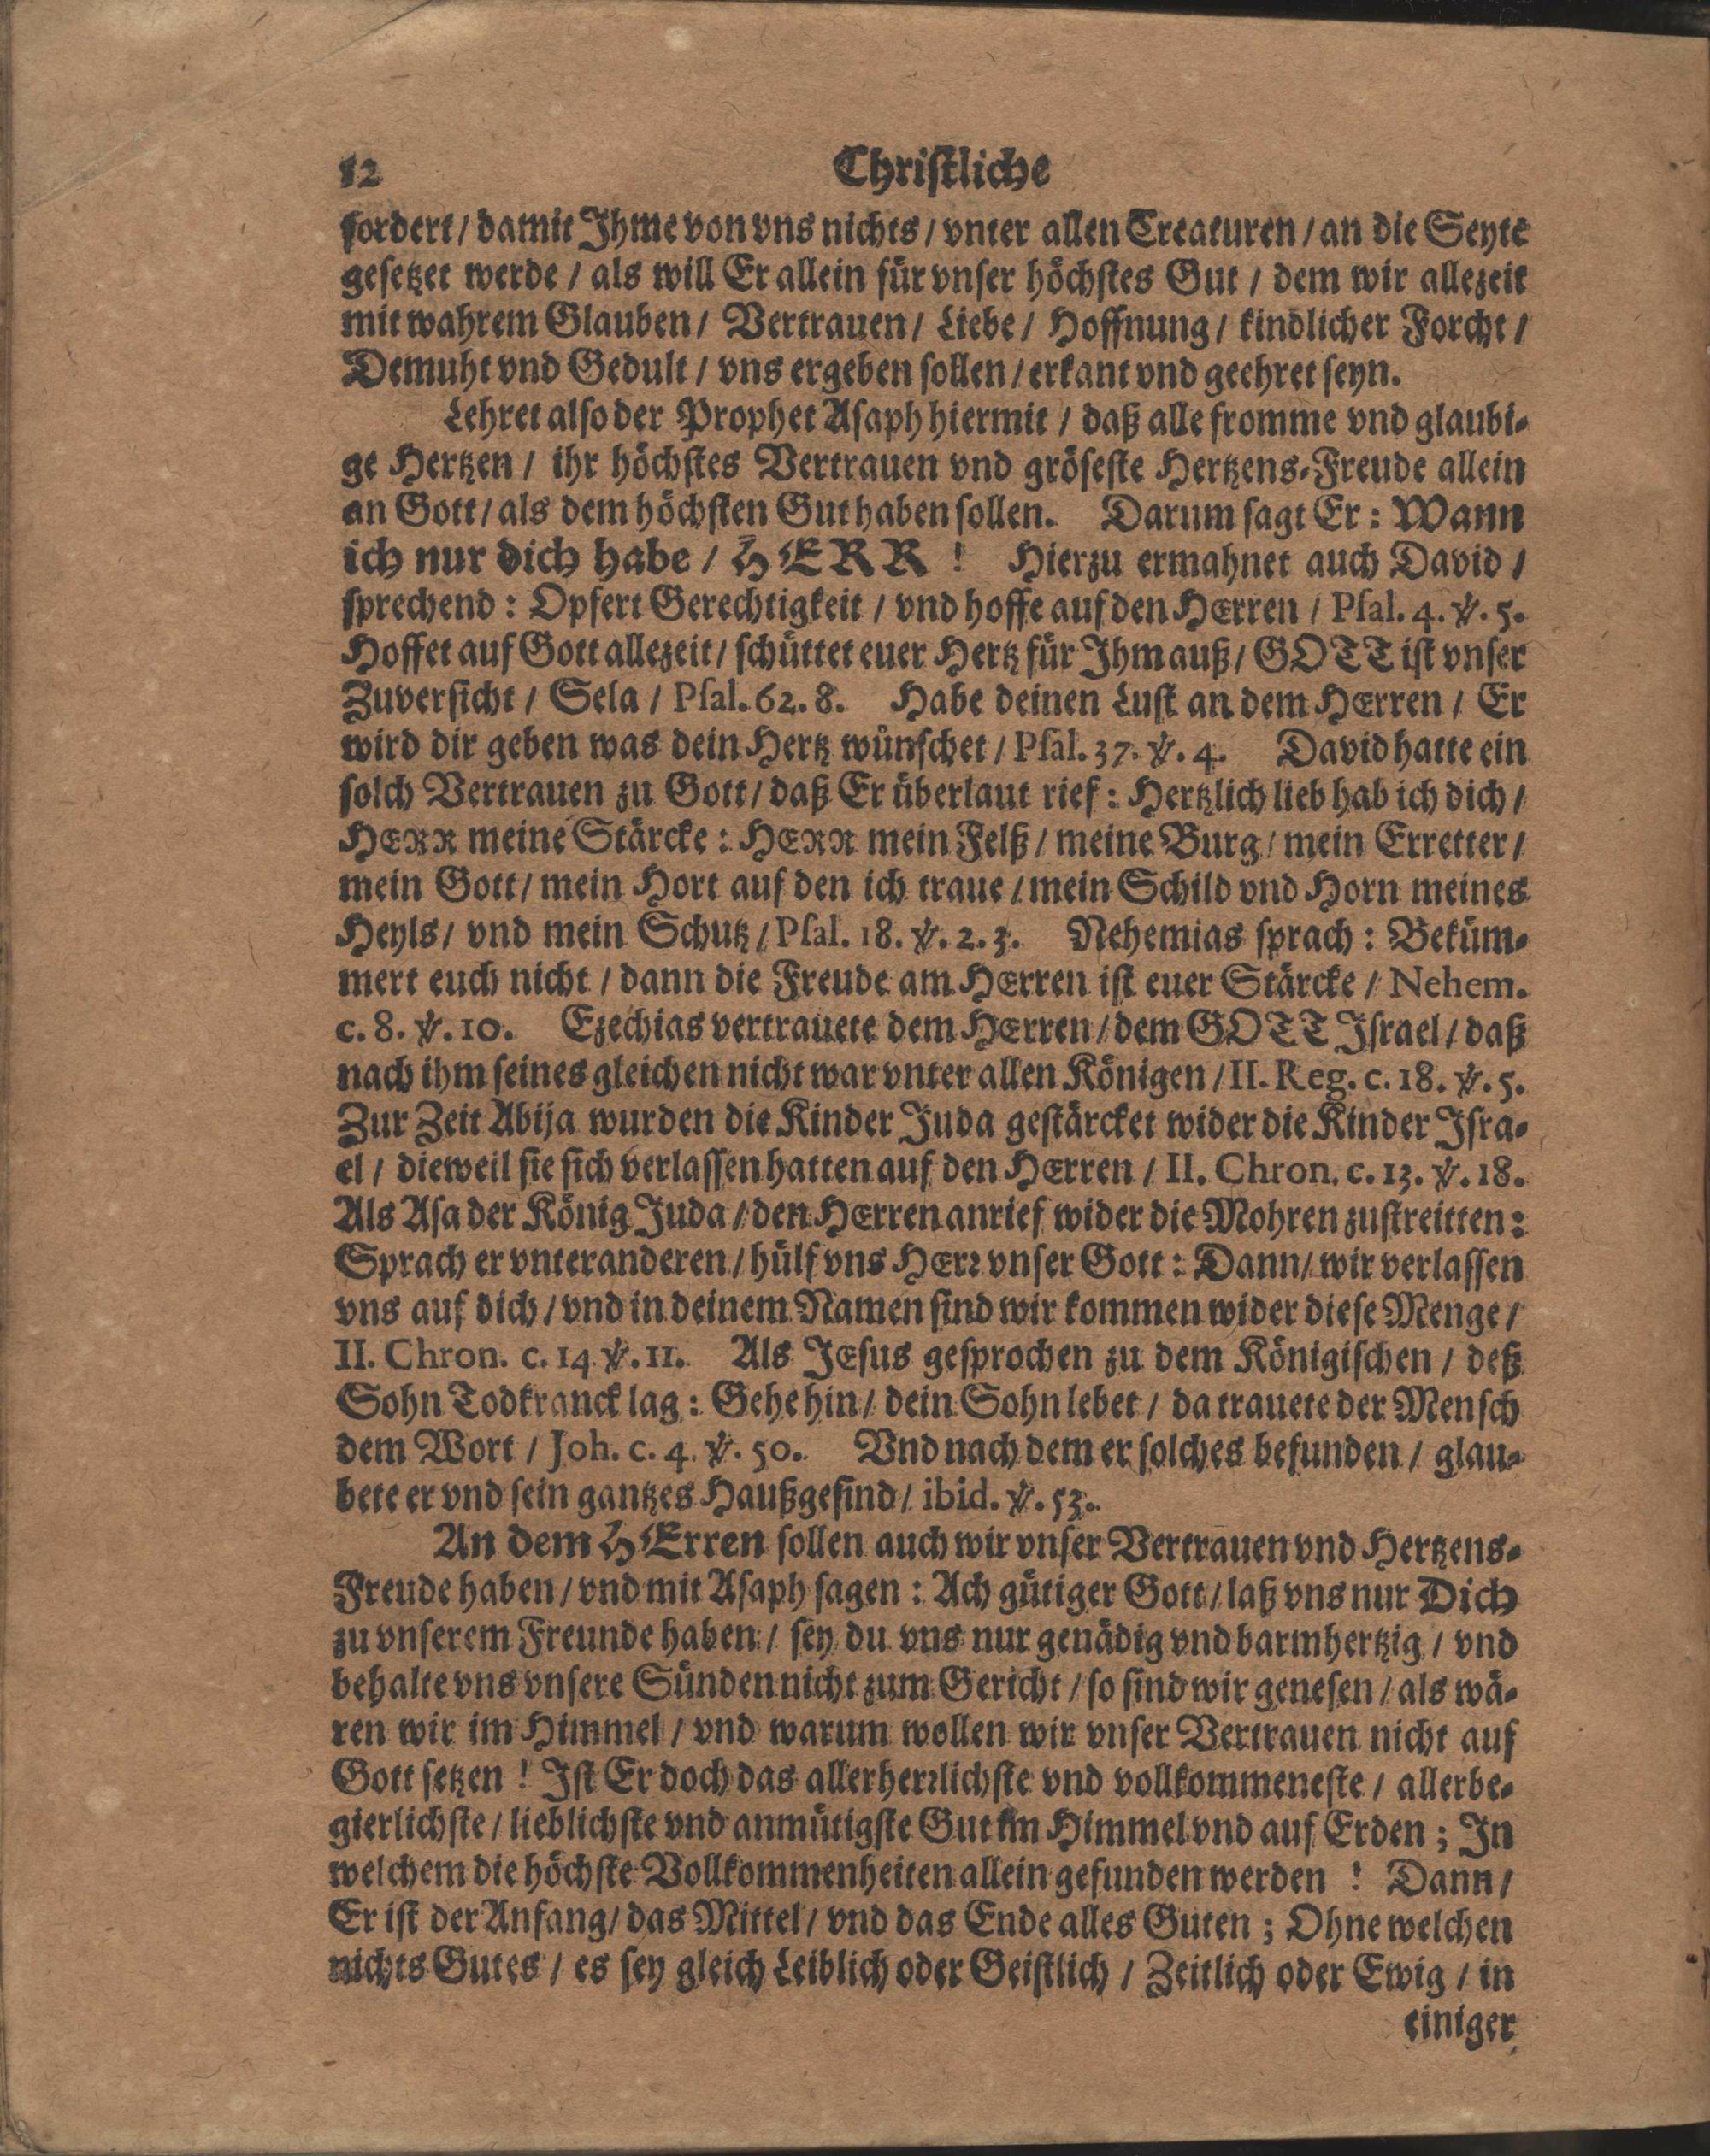 12 Christliche
fordert / damit Ihme von vns nichts / vnter allen Creaturen / an die Seyte
gesetzet werde / als will Er allein für vnser höchstes Gut / dem wir allezeit
mit wahrem Glauben / Vertrauen / Liebe / Hoffnung / kindlicher Forcht /
Demuht vnd Gedult / vns ergeben sollen / erkant vnd geehret seyn.
Lehret also der Prophet Asaph hiermit / daß alle fromme vnd glaubi-
ge Hertzen / ihr höchstes Vertrauen vnd gröseste Hertzens-Freude allein
an Gott / als dem höchsten Gut haben sollen. Darum sagt Er: Wann
ich nur dich habe / HERR! Hierzu ermahnet auch David /
sprechend: Opfert Gerechtigkeit / vnd hoffe auf den HErren / Psal. 4. ℣. 5.
Hoffet auf Gott allezeit / schüttet euer Hertz für Ihm auß / GOTT ist vnser
Zuversicht / Sela / Psal. 62. 8. Habe deinen Lust an dem HErren / Er
wird dir geben was dein Hertz wünschet / Psal. 37. ℣. 4. David hatte ein
solch Vertrauen zu Gott / daß Er überlaut rief: Hertzlich lieb hab ich dich /
HERR meine Stärcke: HERR mein Felß / meine Burg / mein Erretter /
mein Gott / mein Hort auf den ich traue / mein Schild vnd Horn meines
Heyls / vnd mein Schutz / Psal. 18. ℣. 2. 3. Nehemias sprach: Beküm-
mert euch nicht / dann die Freude am HErren ist euer Stärcke / Nehem.
c. 8. ℣. 10. Ezechias vertrauete dem HErren / dem GOTT Israel / daß
nach ihm seines gleichen nicht war vnter allen Königen / II. Reg. c. 18. ℣. 5.
Zur Zeit Abija wurden die Kinder Juda gestärcket wider die Kinder Isra-
el / dieweil sie sich verlassen hatten auf den HErren / II. Chron. c. 13. ℣. 18.
Als Asa der König Juda / den HErren anrief wider die Mohren zustreitten:
Sprach er vnter anderen / hülf vns HErr vnser Gott: Dann / wir verlassen
vns auf dich / vnd in deinem Namen sind wir kommen wider diese Menge /
II. Chron. c. 14 ℣. 11. Als JEsus gesprochen zu dem Königischen / deß
Sohn Todkranck lag: Gehe hin / dein Sohn lebet / da trauete der Mensch
dem Wort / Joh. c. 4. ℣. 50. Vnd nach dem er solches befunden / glau-
bete er vnd sein gantzes Haußgesind / ibid. ℣. 53.
An dem HErren sollen auch wir vnser Vertrauen vnd Hertzens-
Freude haben / vnd mit Asaph sagen: Ach gütiger Gott / laß vns nur Dich
zu vnserem Freunde haben / sey du vns nur genädig vnd barmhertzig / vnd
behalte vns vnsere Sünden nicht zum Gericht / so sind wir genesen / als wä-
ren wir im Himmel / vnd warum wollen wir vnser Vertrauen nicht auf
Gott setzen! Ist Er doch das allerherrlichste vnd vollkommeneste / allerbe-
gierlichste / lieblichste vnd anmütigste Gut im Himmel vnd auf Erden; In
welchem die höchste Vollkommenheiten allein gefunden werden! Dann /
Er ist der Anfang / das Mittel / vnd das Ende alles Guten; Ohne welchen
nichts Gutes / es sey gleich Leiblich oder Geistlich / Zeitlich oder Ewig / in
einiger